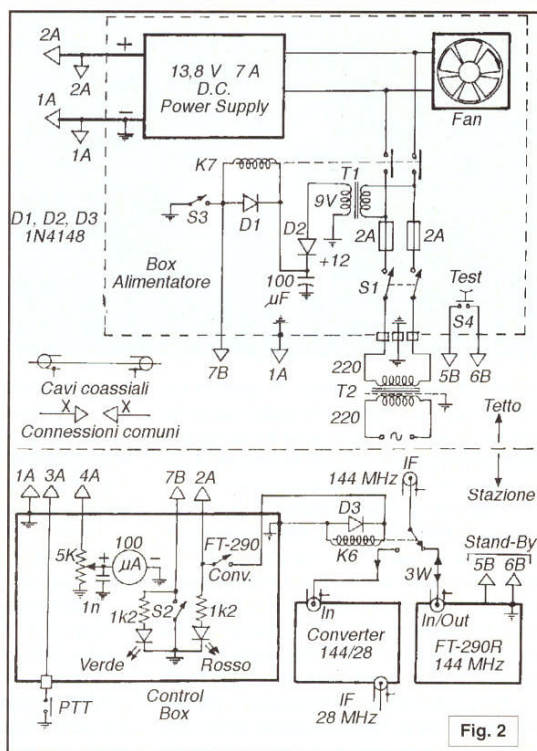 2A
+
13,8 V 7 A
D.C.
Power Supply
2A
1A
−
1A
Fan
K7
T1
D1, D2, D3
1N4148
S3
D1
9V
D2
2A
2A
+12
Box
Alimentatore
100
µF
S1
Test
S4
7B
1A
220
T2
220
5B
6B
Cavi coassiali
X
X
Connessioni comuni
Tetto
Stazione
IF
144 MHz
1A
3A
4A
7B
2A
D3
K6
Stand-By
5B
6B
5K
+
100
µA
−
1n
FT-290
Conv.
3W
1k2
S2
1k2
In
Converter
144/28
In/Out
FT-290R
144 MHz
Verde
Rosso
PTT
Control
Box
IF
28 MHz
Fig. 2